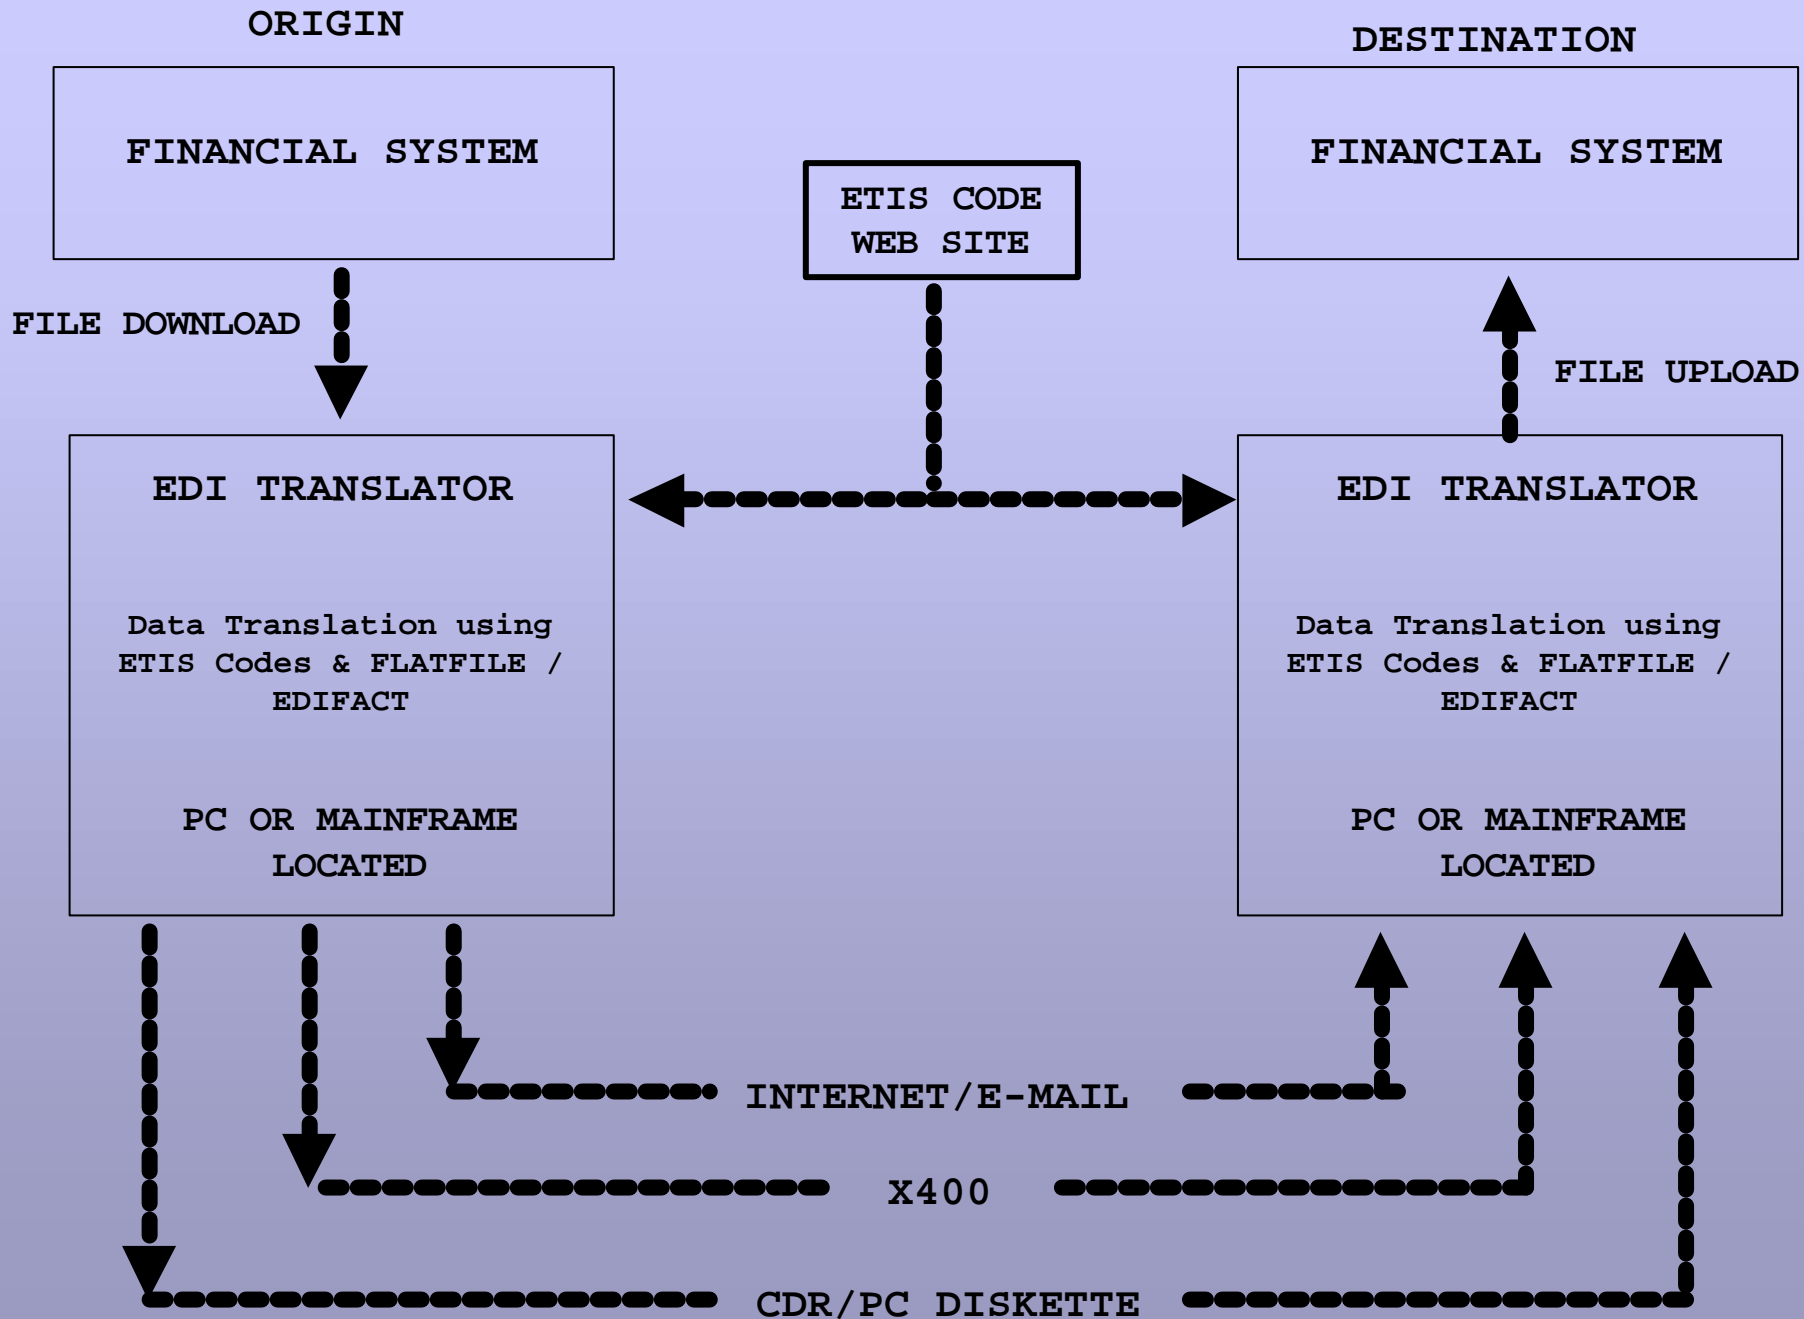 ORIGIN
DESTINATION
FINANCIAL SYSTEM
FINANCIAL SYSTEM
ETIS CODE
WEB SITE
FILE DOWNLOAD
FILE UPLOAD
EDI TRANSLATOR
Data Translation using
ETIS Codes & FLATFILE /
EDIFACT
PC OR MAINFRAME
LOCATED
EDI TRANSLATOR
Data Translation using
ETIS Codes & FLATFILE /
EDIFACT
PC OR MAINFRAME
LOCATED
INTERNET/E-MAIL
X400
CDR/PC DISKETTE